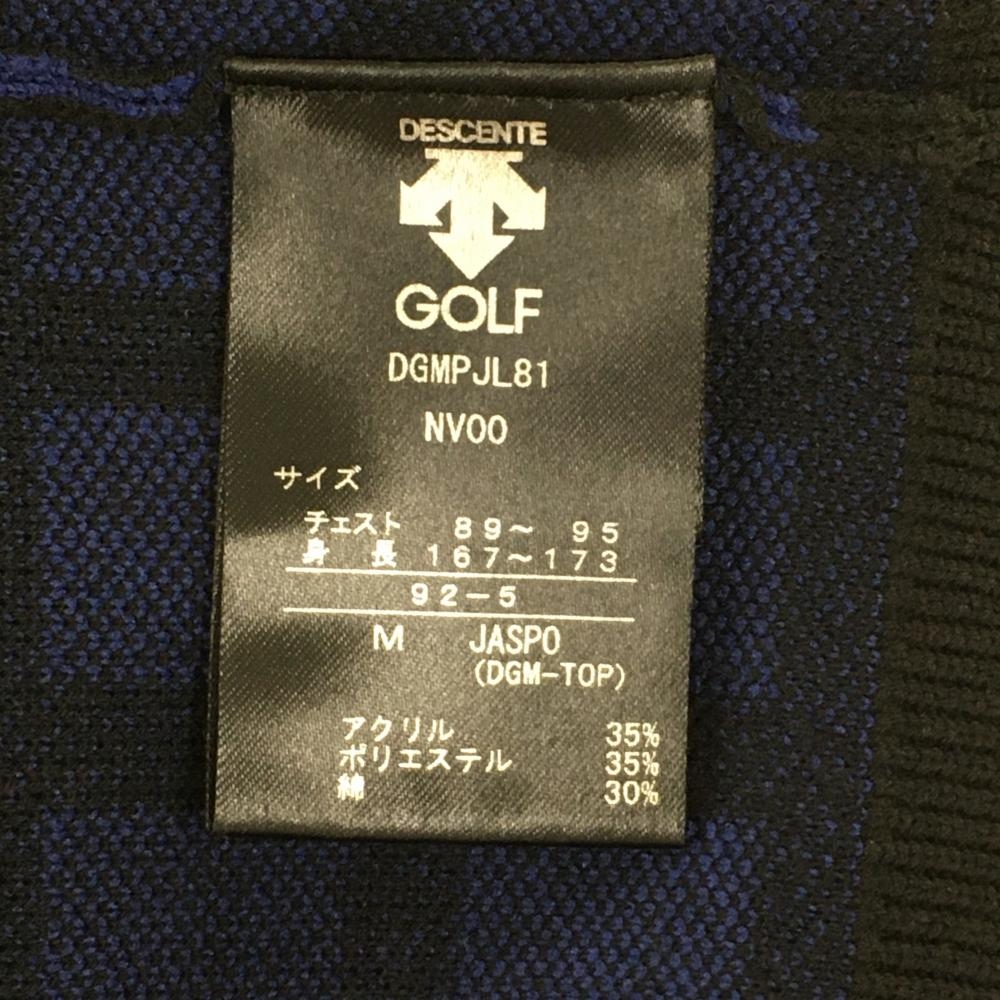 DESCENTE
GOLF
DGMPJL81
NV00
サイズ
チェスト 89～ 95
身 長 167～173
92－5
M JASPO
(DGM-TOP)
アクリル 35%
ポリエステル 35%
綿 30%